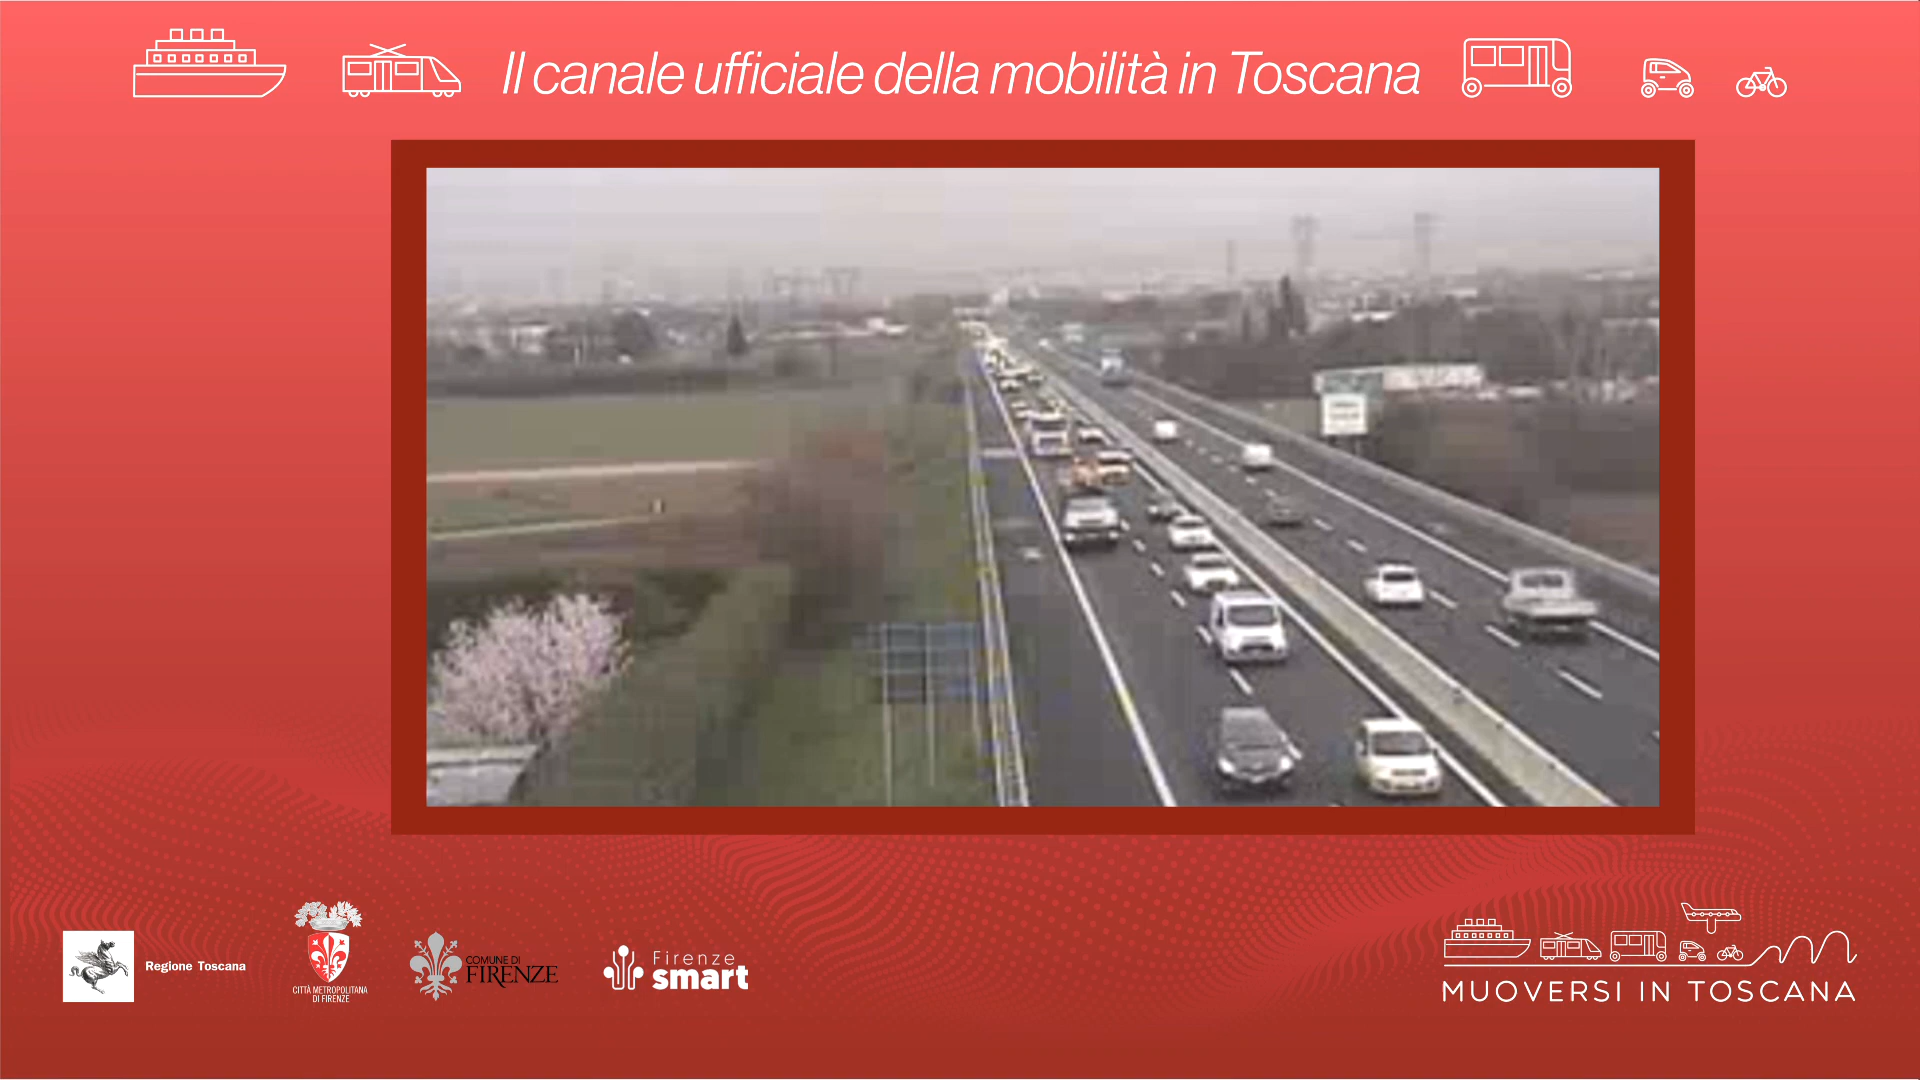 Il canale ufficiale della mobilità in Toscana
Regione Toscana
CITTÀ METROPOLITANA
DI FIRENZE
COMUNE DI
FIRENZE
Firenze
smart
MUOVERSI IN TOSCANA